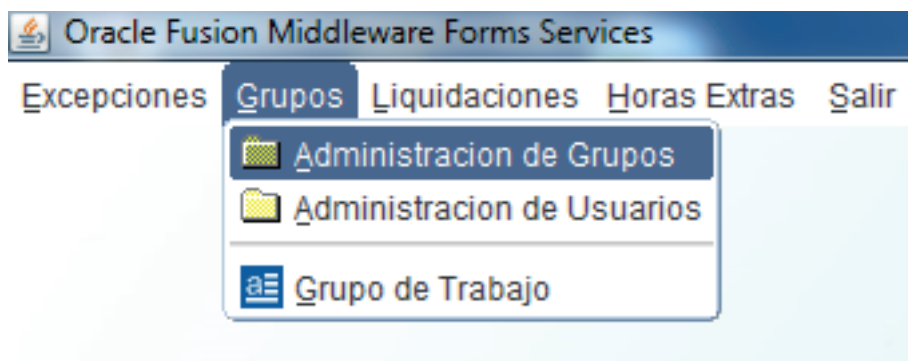 Oracle Fusion Middleware Forms Services
Excepciones Grupos Liquidaciones Horas Extras Salir
Administracion de Grupos
Administracion de Usuarios
Grupo de Trabajo